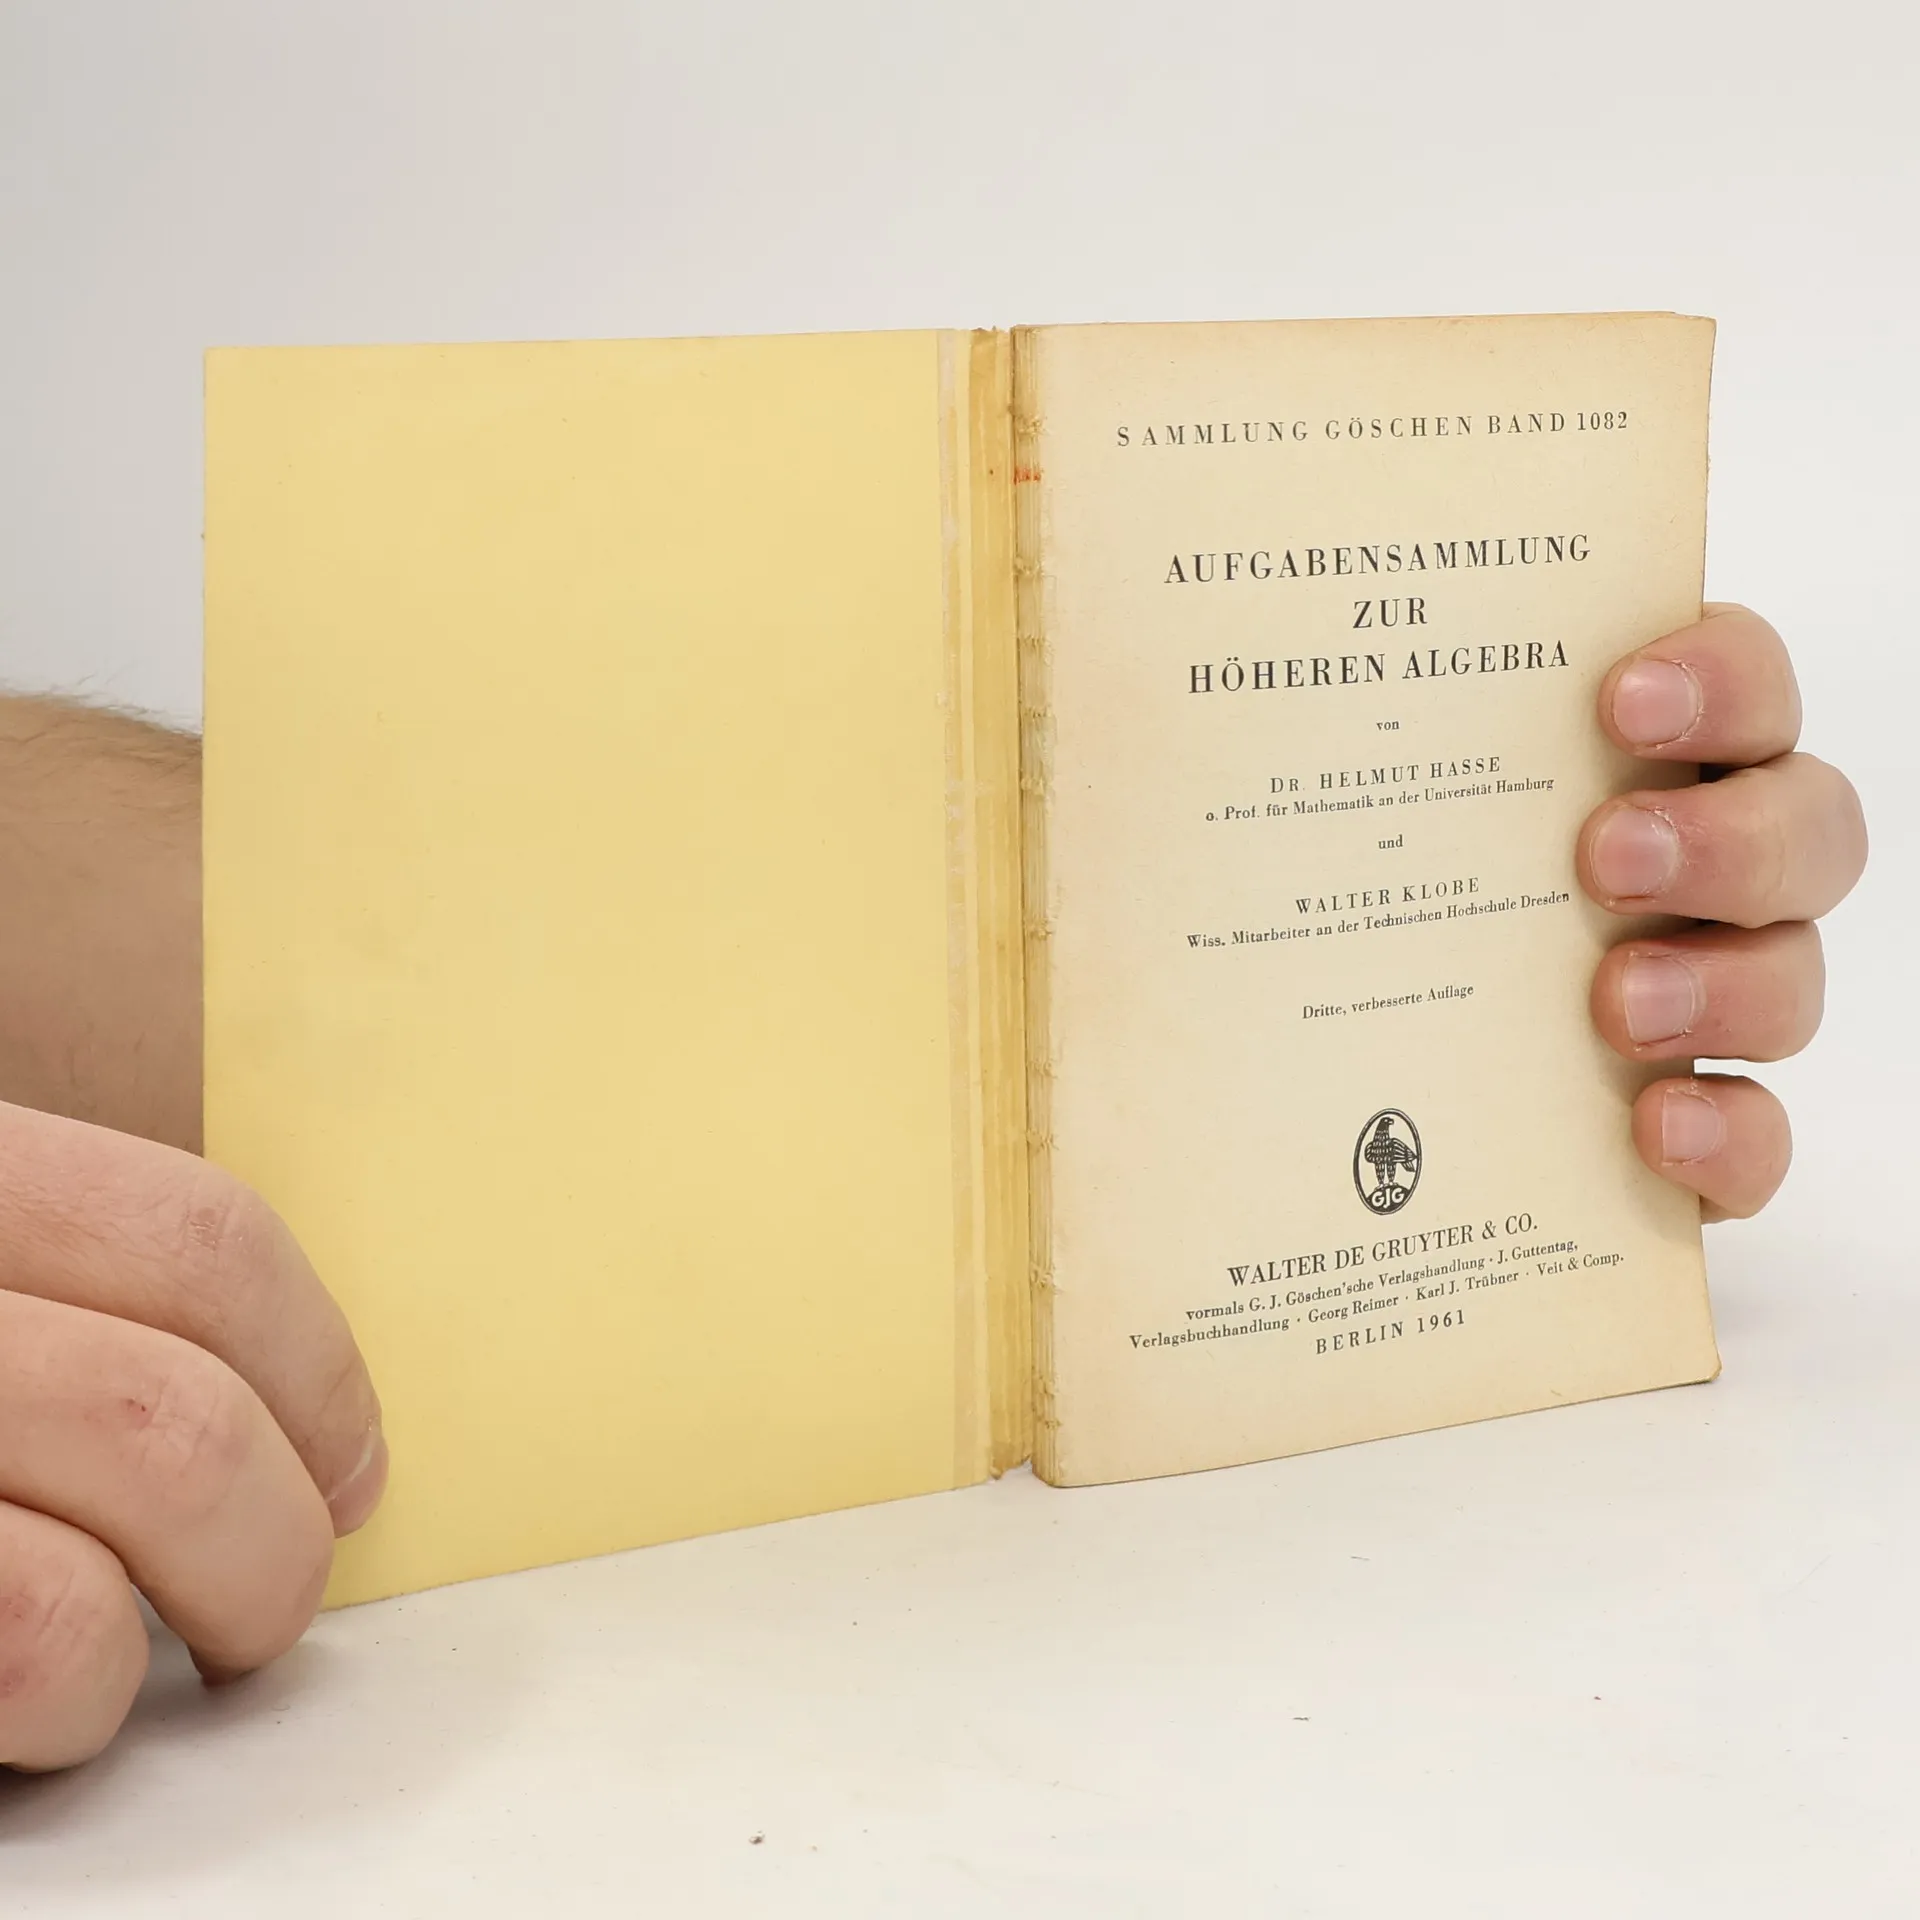 SAMMLUNG GÖSCHEN BAND 1082
AUFGABENSAMMLUNG
ZUR
HÖHEREN ALGEBRA
von
DR. HELMUT HASSE
o. Prof. für Mathematik an der Universität Hamburg
und
WALTER KLOBE
Wiss. Mitarbeiter an der Technischen Hochschule Dresden
Dritte, verbesserte Auflage
GJG
WALTER DE GRUYTER & CO.
vormals G. J. Göschen'sche Verlagshandlung · J. Guttentag,
Verlagsbuchhandlung · Georg Reimer · Karl J. Trübner · Veit & Comp.
BERLIN 1961